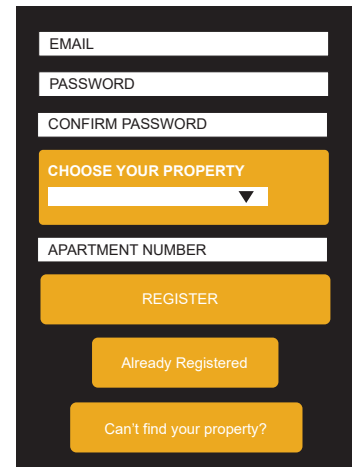 EMAIL
PASSWORD
CONFIRM PASSWORD
CHOOSE YOUR PROPERTY
APARTMENT NUMBER
REGISTER
Already Registered
Can't find your property?